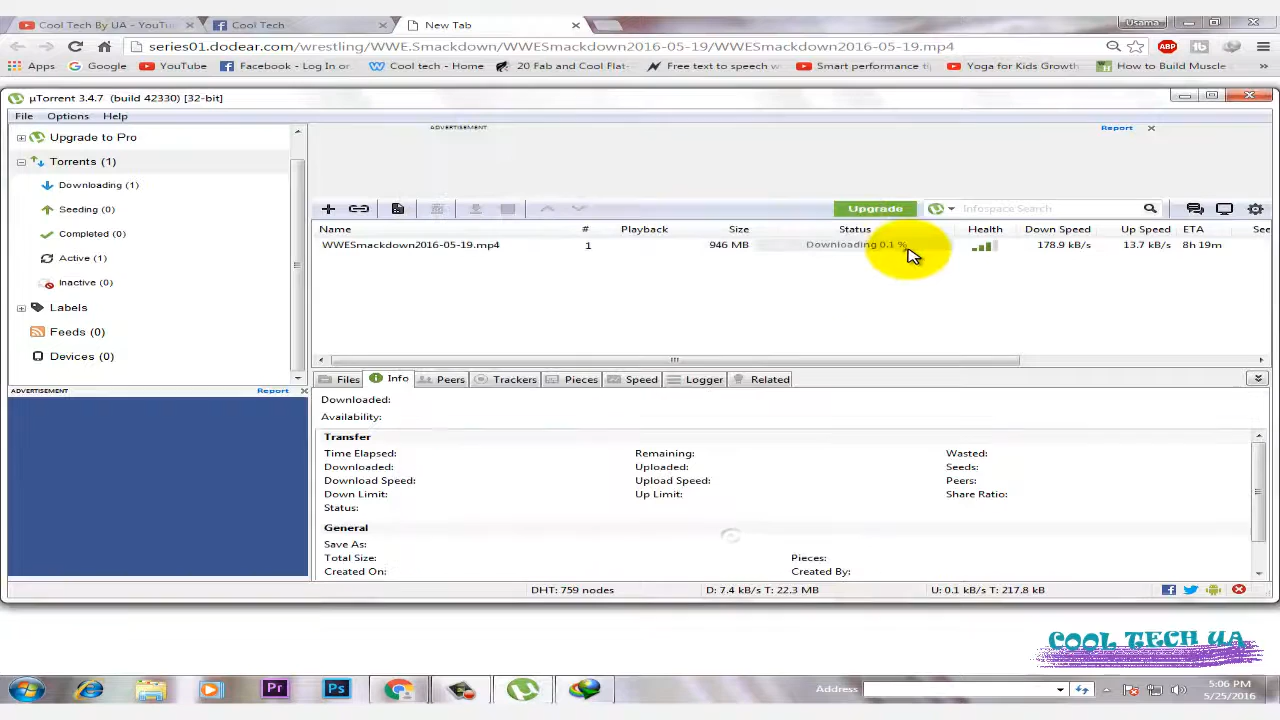 Cool Tech By UA - YouTu
Cool Tech
New Tab
Usama
series01.dodear.com/wrestling/WWE.Smackdown/WWESmackdown2016-05-19/WWESmackdown2016-05-19.mp4
ABP
Apps
Google
YouTube
Facebook - Log In or
Cool tech - Home
20 Fab and Cool Flat-
Free text to speech w
Smart performance ti
Yoga for Kids Growth
How to Build Muscle
µTorrent 3.4.7 (build 42330) [32-bit]
File Options Help
Upgrade to Pro
Torrents (1)
Downloading (1)
Seeding (0)
Completed (0)
Active (1)
Inactive (0)
Labels
Feeds (0)
Devices (0)
ADVERTISEMENT
Report
ADVERTISEMENT
Report
Upgrade
Infospace Search
Name # Playback Size Status Health Down Speed Up Speed ETA See
WWESmackdown2016-05-19.mp4 1 946 MB Downloading 0.1 % 178.9 kB/s 13.7 kB/s 8h 19m
Files Info Peers Trackers Pieces Speed Logger Related
Downloaded:
Availability:
Transfer
Time Elapsed: Remaining: Wasted:
Downloaded: Uploaded: Seeds:
Download Speed: Upload Speed: Peers:
Down Limit: Up Limit: Share Ratio:
Status:
General
Save As:
Total Size: Pieces:
Created On: Created By:
DHT: 759 nodes D: 7.4 kB/s T: 22.3 MB U: 0.1 kB/s T: 217.8 kB
COOL TECH UA
Pr
Ps
Address
5:06 PM
5/25/2016